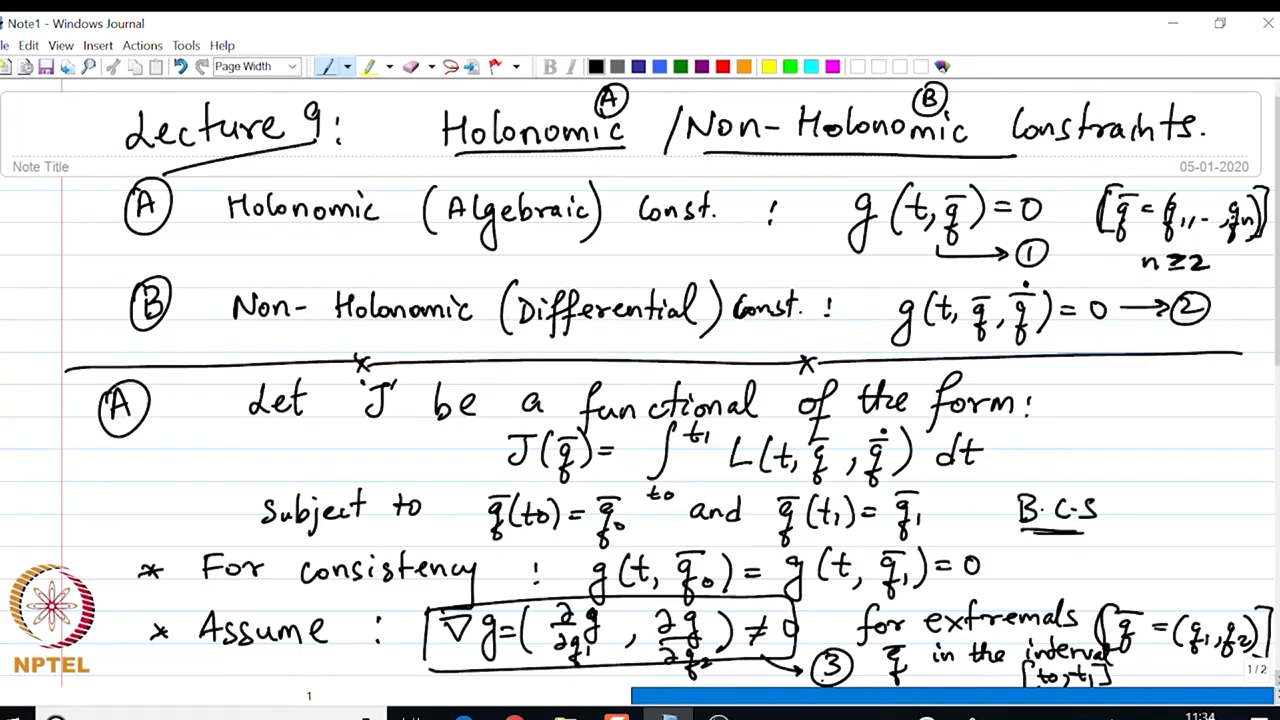 Note1 - Windows Journal
le Edit View Insert Actions Tools Help
Page Width
B I
Lecture 9: Holonomic Ⓐ / Non-Holonomic Ⓑ Constraints.
Note Title
05-01-2020
Ⓐ Holonomic (Algebraic) Const. : g(t, q̄) = 0 → ① [q̄ = q₁, .. , qₙ]
n ≥ 2
Ⓑ Non-Holonomic (Differential) Const. : g(t, q̄, q̄̇) = 0 → ②
Ⓐ Let 'J' be a functional of the form:
J(q̄) = ∫_{t₀}^{t₁} L(t, q̄, q̄̇) dt
Subject to q̄(t₀) = q̄₀ and q̄(t₁) = q̄₁ B.C.S
* For consistency : g(t, q̄₀) = g(t, q̄₁) = 0
* Assume : ∇g = (∂g/∂q₁, ∂g/∂q₂) ≠ 0 → ③ for extremals [q̄ = (q₁, q₂)]
q̄ in the interval
[t₀, t₁]
NPTEL
1
1/2
11:34